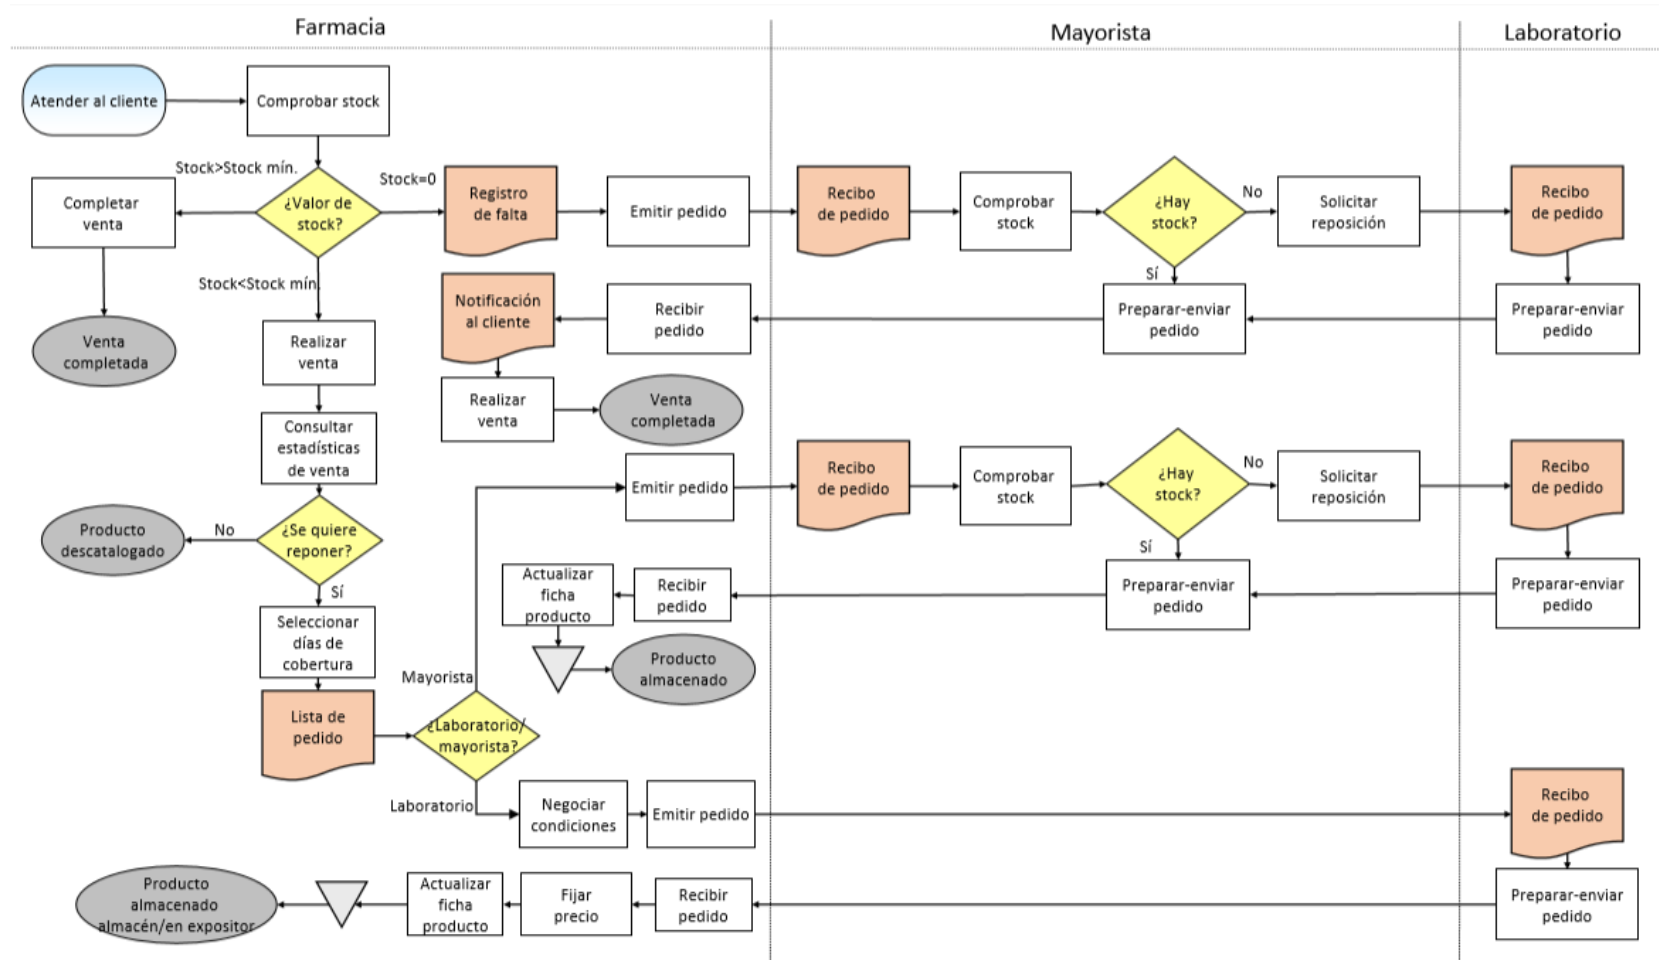 Farmacia
Mayorista
Laboratorio
Atender al cliente
Comprobar stock
Stock>Stock mín.
Stock=0
Completar
venta
¿Valor de
stock?
Registro
de falta
Emitir pedido
Recibo
de pedido
Comprobar
stock
¿Hay
stock?
No
Solicitar
reposición
Recibo
de pedido
Sí
Stock<Stock mín.
Notificación
al cliente
Recibir
pedido
Preparar-enviar
pedido
Preparar-enviar
pedido
Venta
completada
Realizar
venta
Realizar
venta
Venta
completada
Consultar
estadísticas
de venta
Emitir pedido
Recibo
de pedido
Comprobar
stock
¿Hay
stock?
No
Solicitar
reposición
Recibo
de pedido
Sí
Producto
descatalogado
No
¿Se quiere
reponer?
Sí
Actualizar
ficha
producto
Recibir
pedido
Preparar-enviar
pedido
Preparar-enviar
pedido
Seleccionar
días de
cobertura
Producto
almacenado
Mayorista
Lista de
pedido
¿Laboratorio/
mayorista?
Laboratorio
Negociar
condiciones
Emitir pedido
Recibo
de pedido
Producto
almacenado
almacén/en expositor
Actualizar
ficha
producto
Fijar
precio
Recibir
pedido
Preparar-enviar
pedido